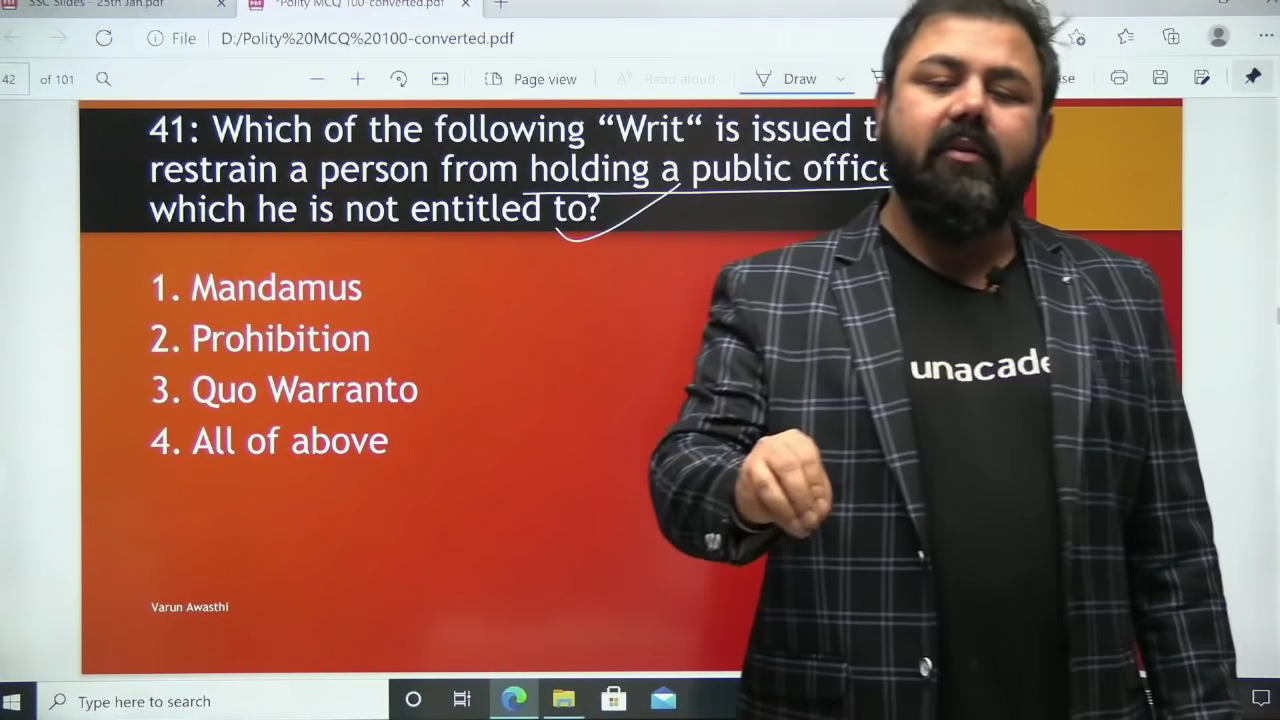 SSC Slides - 25th Jan.pdf
*Polity MCQ 100-converted.pdf
File
D:/Polity%20MCQ%20100-converted.pdf
42
of 101
Page view
Read aloud
Draw
41: Which of the following “Writ“ is issued
restrain a person from holding a public office
which he is not entitled to?
1. Mandamus
2. Prohibition
3. Quo Warranto
4. All of above
unacade
Varun Awasthi
Type here to search